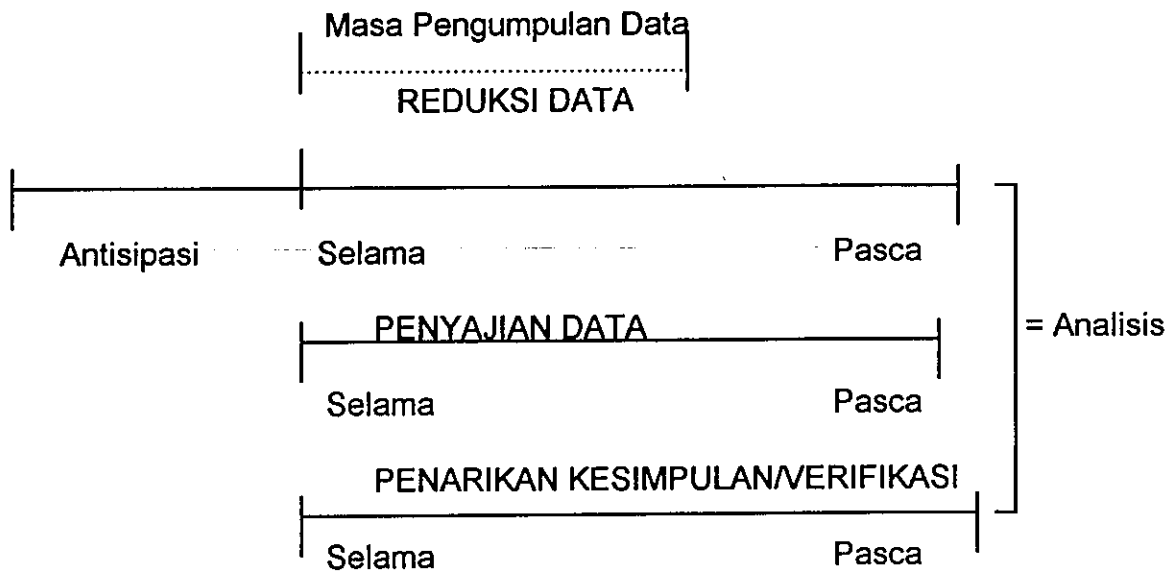 Masa Pengumpulan Data
REDUKSI DATA
Antisipasi Selama Pasca
PENYAJIAN DATA
= Analisis
Selama Pasca
PENARIKAN KESIMPULAN/VERIFIKASI
Selama Pasca